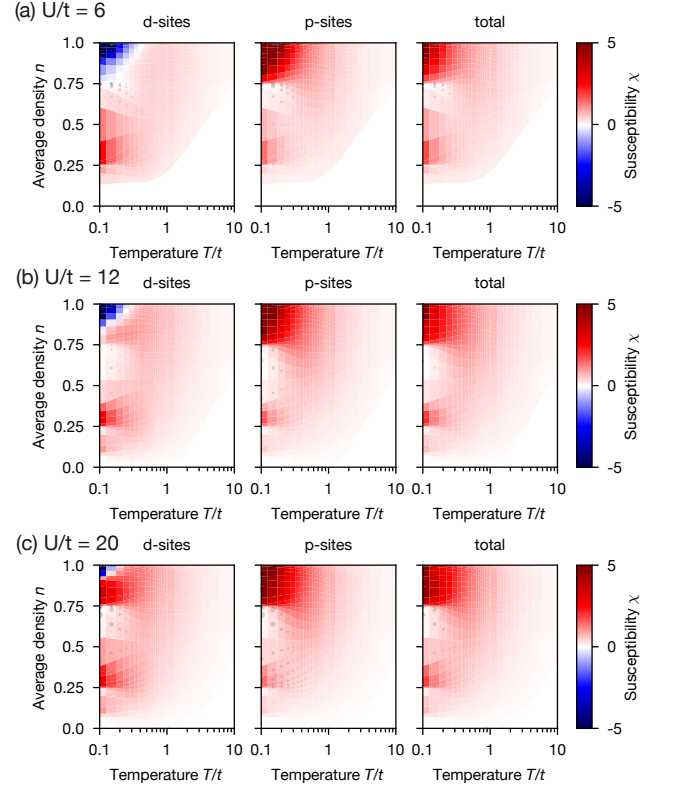 (a) U/t = 6
d-sites p-sites total
1.0 5
0.75
0.5 0
0.25
0.0 -5
Average density n
Susceptibility χ
0.1 1 10 0.1 1 10 0.1 1 10
Temperature T/t Temperature T/t Temperature T/t
(b) U/t = 12
d-sites p-sites total
1.0 5
0.75
0.5 0
0.25
0.0 -5
Average density n
Susceptibility χ
0.1 1 10 0.1 1 10 0.1 1 10
Temperature T/t Temperature T/t Temperature T/t
(c) U/t = 20
d-sites p-sites total
1.0 5
0.75
0.5 0
0.25
0.0 -5
Average density n
Susceptibility χ
0.1 1 10 0.1 1 10 0.1 1 10
Temperature T/t Temperature T/t Temperature T/t